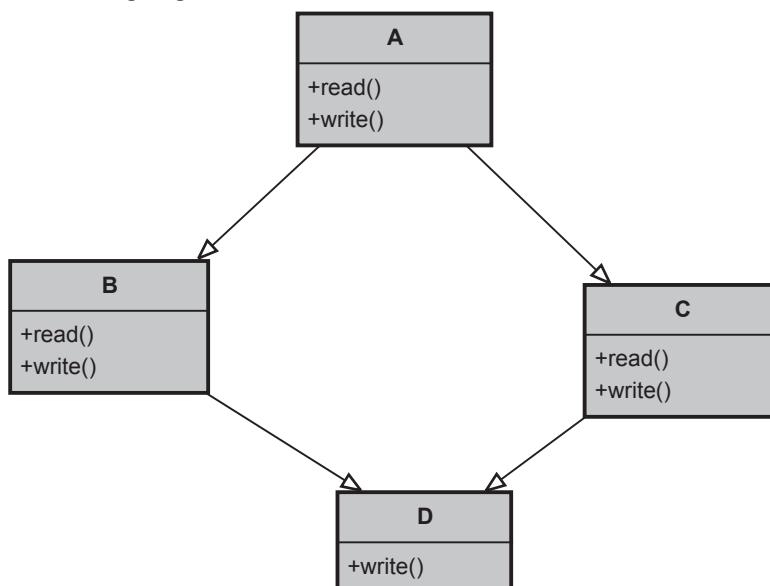 A
+read()
+write()
B
+read()
+write()
C
+read()
+write()
D
+write()